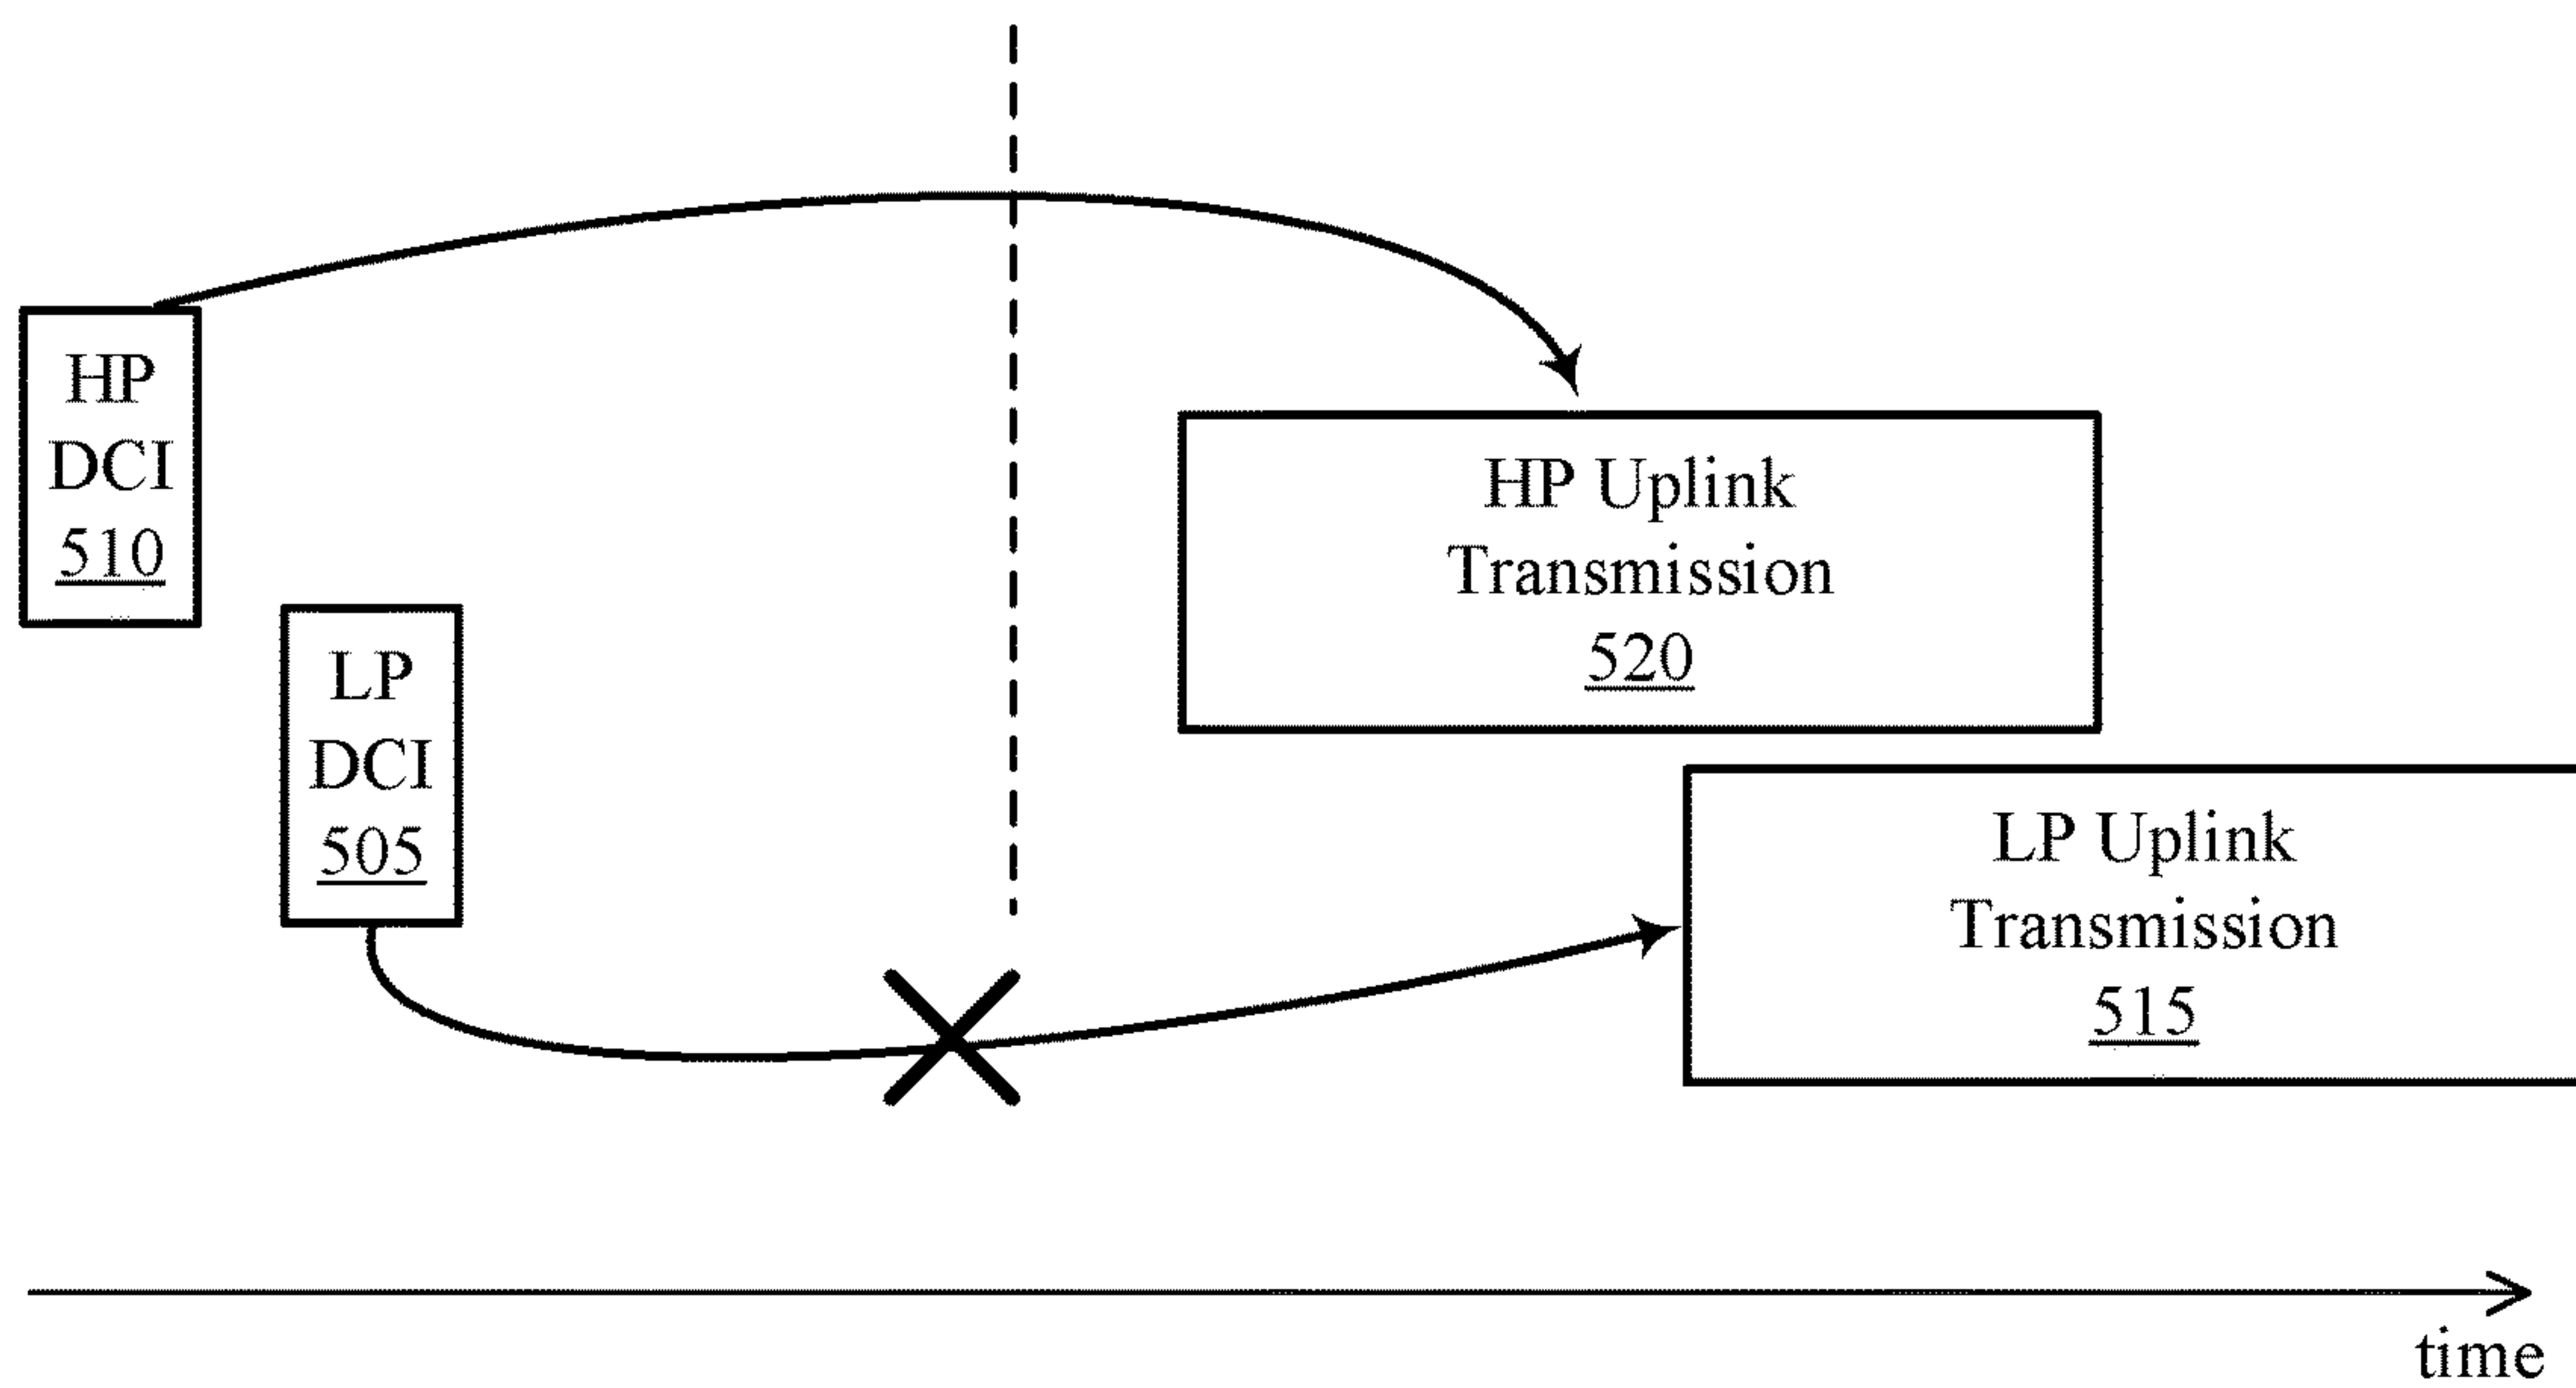 HP
DCI
510
LP
DCI
505
HP Uplink
Transmission
520
LP Uplink
Transmission
515
time